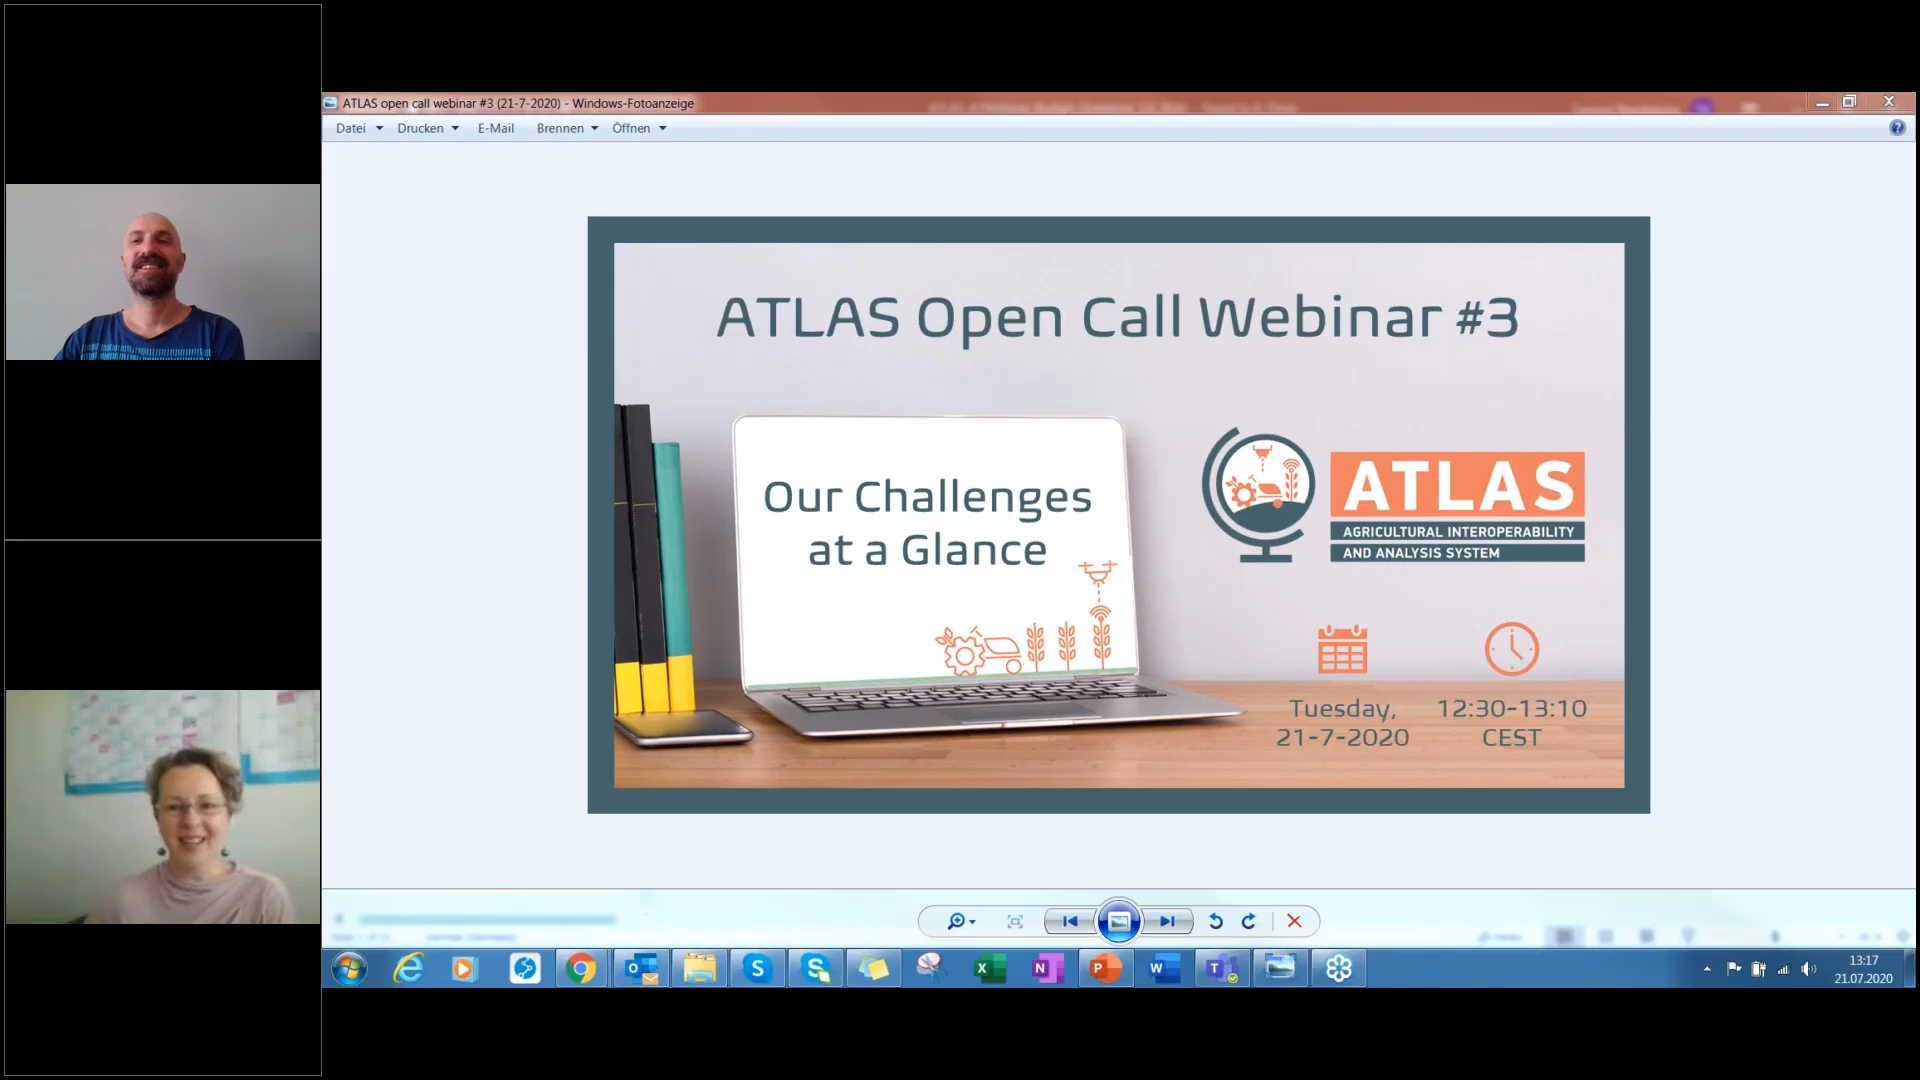 ATLAS open call webinar #3 (21-7-2020) - Windows-Fotoanzeige
Datei Drucken E-Mail Brennen Öffnen
ATLAS Open Call Webinar #3
Our Challenges
at a Glance
ATLAS
AGRICULTURAL INTEROPERABILITY
AND ANALYSIS SYSTEM
Tuesday,
21-7-2020
12:30-13:10
CEST
13:17
21.07.2020